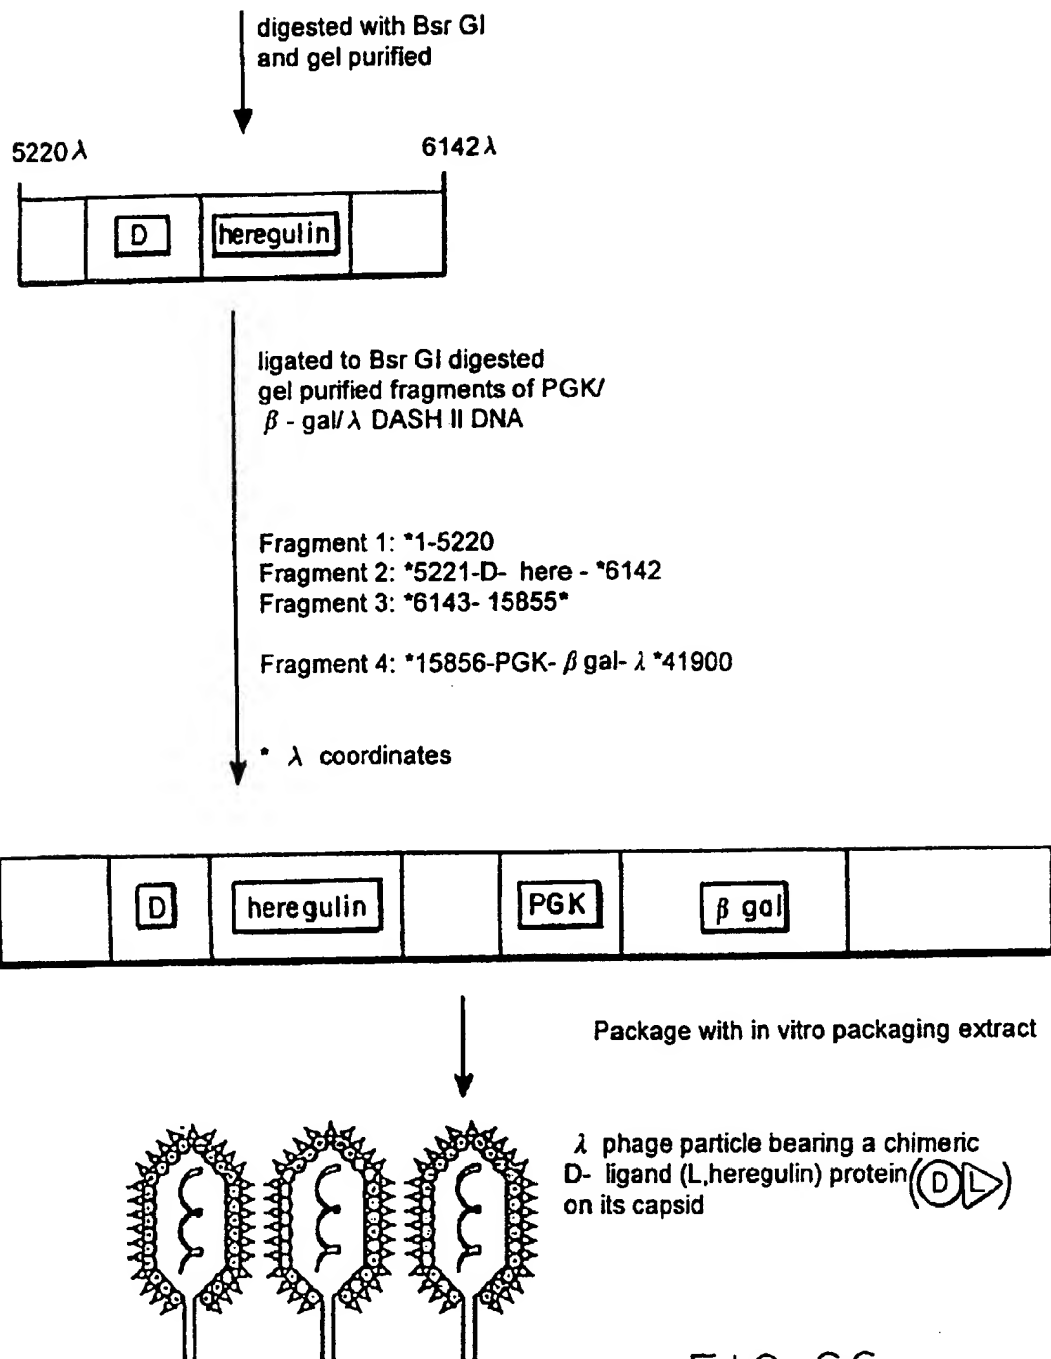 digested with Bsr GI
and gel purified
5220 λ
6142 λ
D
heregulin
ligated to Bsr GI digested
gel purified fragments of PGK/
β - gal/ λ DASH II DNA
Fragment 1: *1-5220
Fragment 2: *5221-D- here - *6142
Fragment 3: *6143- 15855*
Fragment 4: *15856-PGK- β gal- λ *41900
* λ coordinates
D
heregulin
PGK
β gal
Package with in vitro packaging extract
λ phage particle bearing a chimeric
D- ligand (L,heregulin) protein (D L)
on its capsid